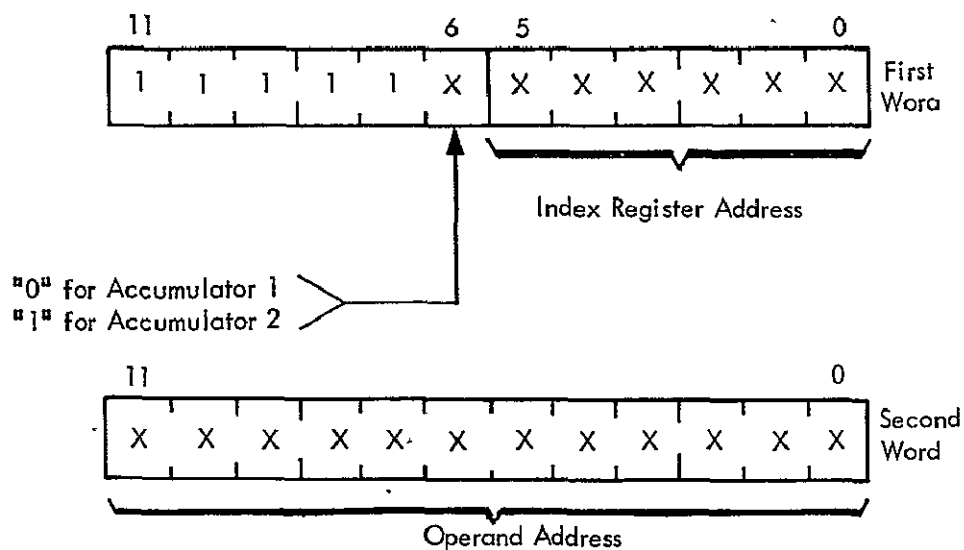 11 6 5 0
1 1 1 1 1 X X X X X X X
First
Wora
Index Register Address
"0" for Accumulator 1
"1" for Accumulator 2
11 0
X X X X X X X X X X X X
Second
Word
Operand Address